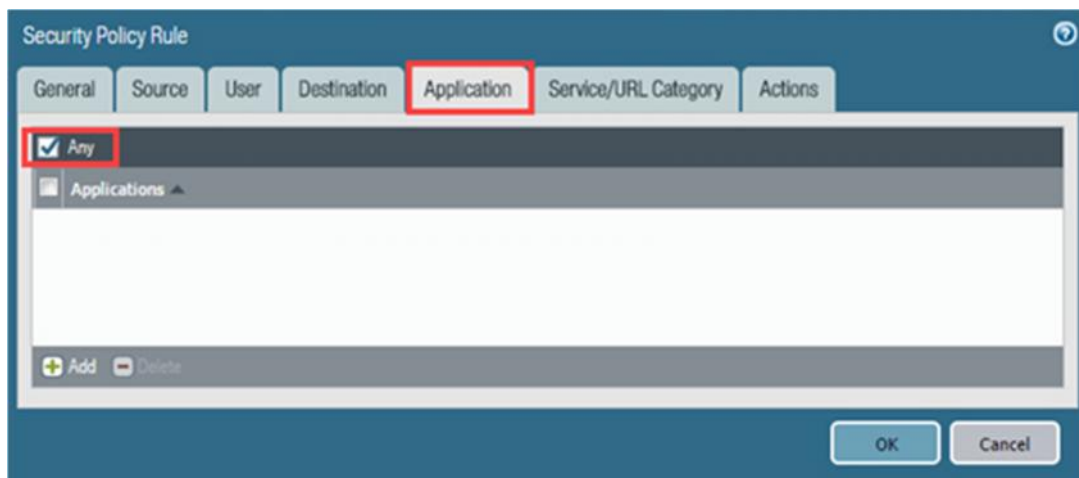 Security Policy Rule
General Source User Destination Application Service/URL Category Actions
Any
Applications
Add Delete
OK Cancel